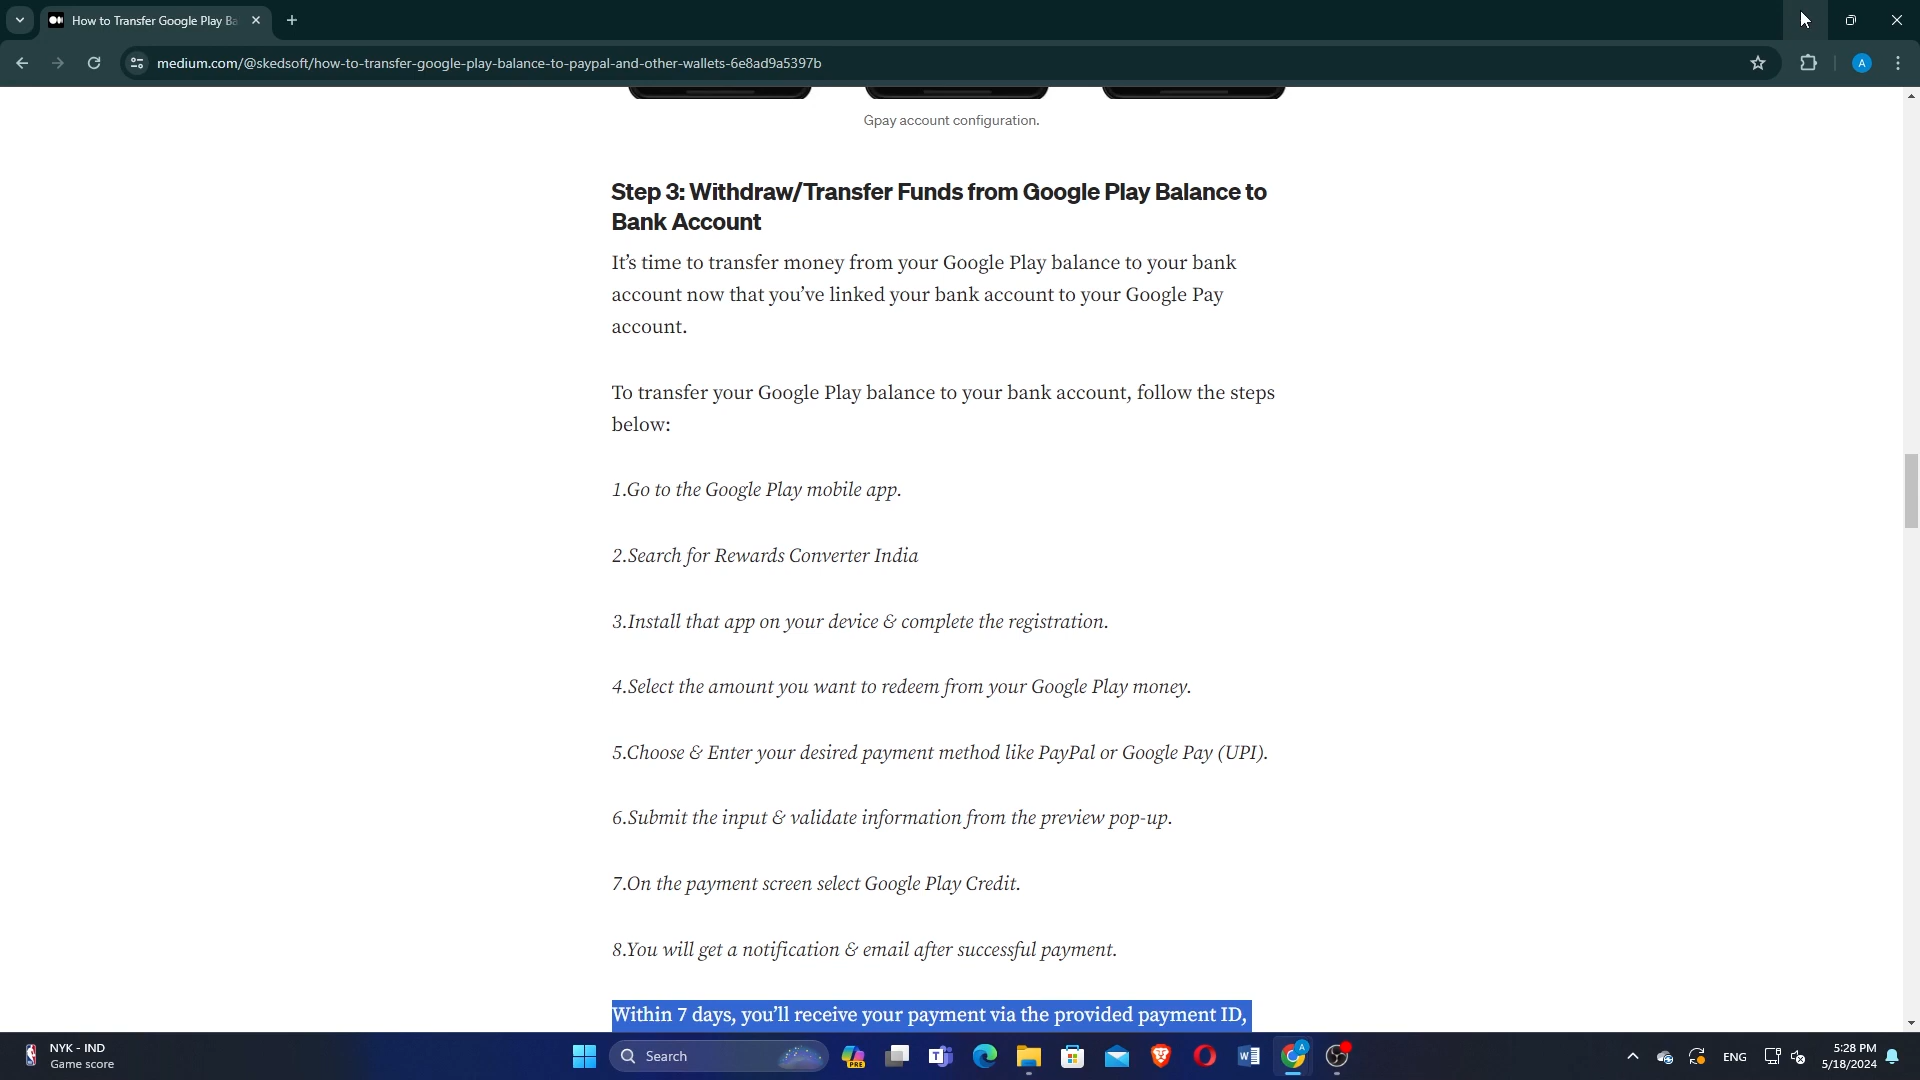 How to Transfer Google Play Ba
medium.com/@skedsoft/how-to-transfer-google-play-balance-to-paypal-and-other-wallets-6e8ad9a5397b
A
Gpay account configuration.
Step 3: Withdraw/Transfer Funds from Google Play Balance to
Bank Account
It’s time to transfer money from your Google Play balance to your bank
account now that you’ve linked your bank account to your Google Pay
account.
To transfer your Google Play balance to your bank account, follow the steps
below:
1.Go to the Google Play mobile app.
2.Search for Rewards Converter India
3.Install that app on your device & complete the registration.
4.Select the amount you want to redeem from your Google Play money.
5.Choose & Enter your desired payment method like PayPal or Google Pay (UPI).
6.Submit the input & validate information from the preview pop-up.
7.On the payment screen select Google Play Credit.
8.You will get a notification & email after successful payment.
Within 7 days, you’ll receive your payment via the provided payment ID,
NYK - IND
Game score
Search
PRE
A
ENG
5:28 PM
5/18/2024